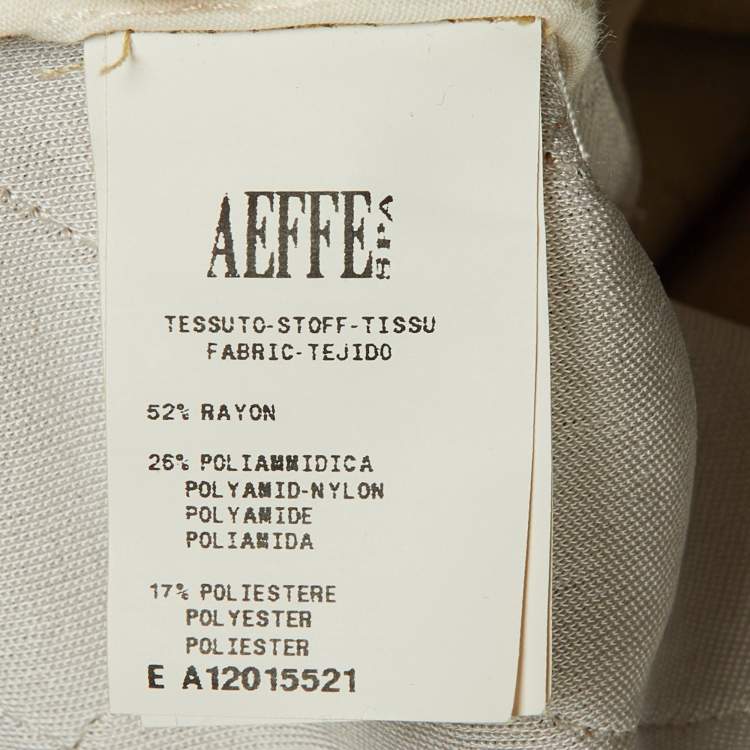 AEFFE SPA
TESSUTO-STOFF-TISSU
FABRIC-TEJIDO
52% RAYON
26% POLIAMMIDICA
POLYAMID-NYLON
POLYAMIDE
POLIAMIDA
17% POLIESTERE
POLYESTER
POLIESTER
E A12015521